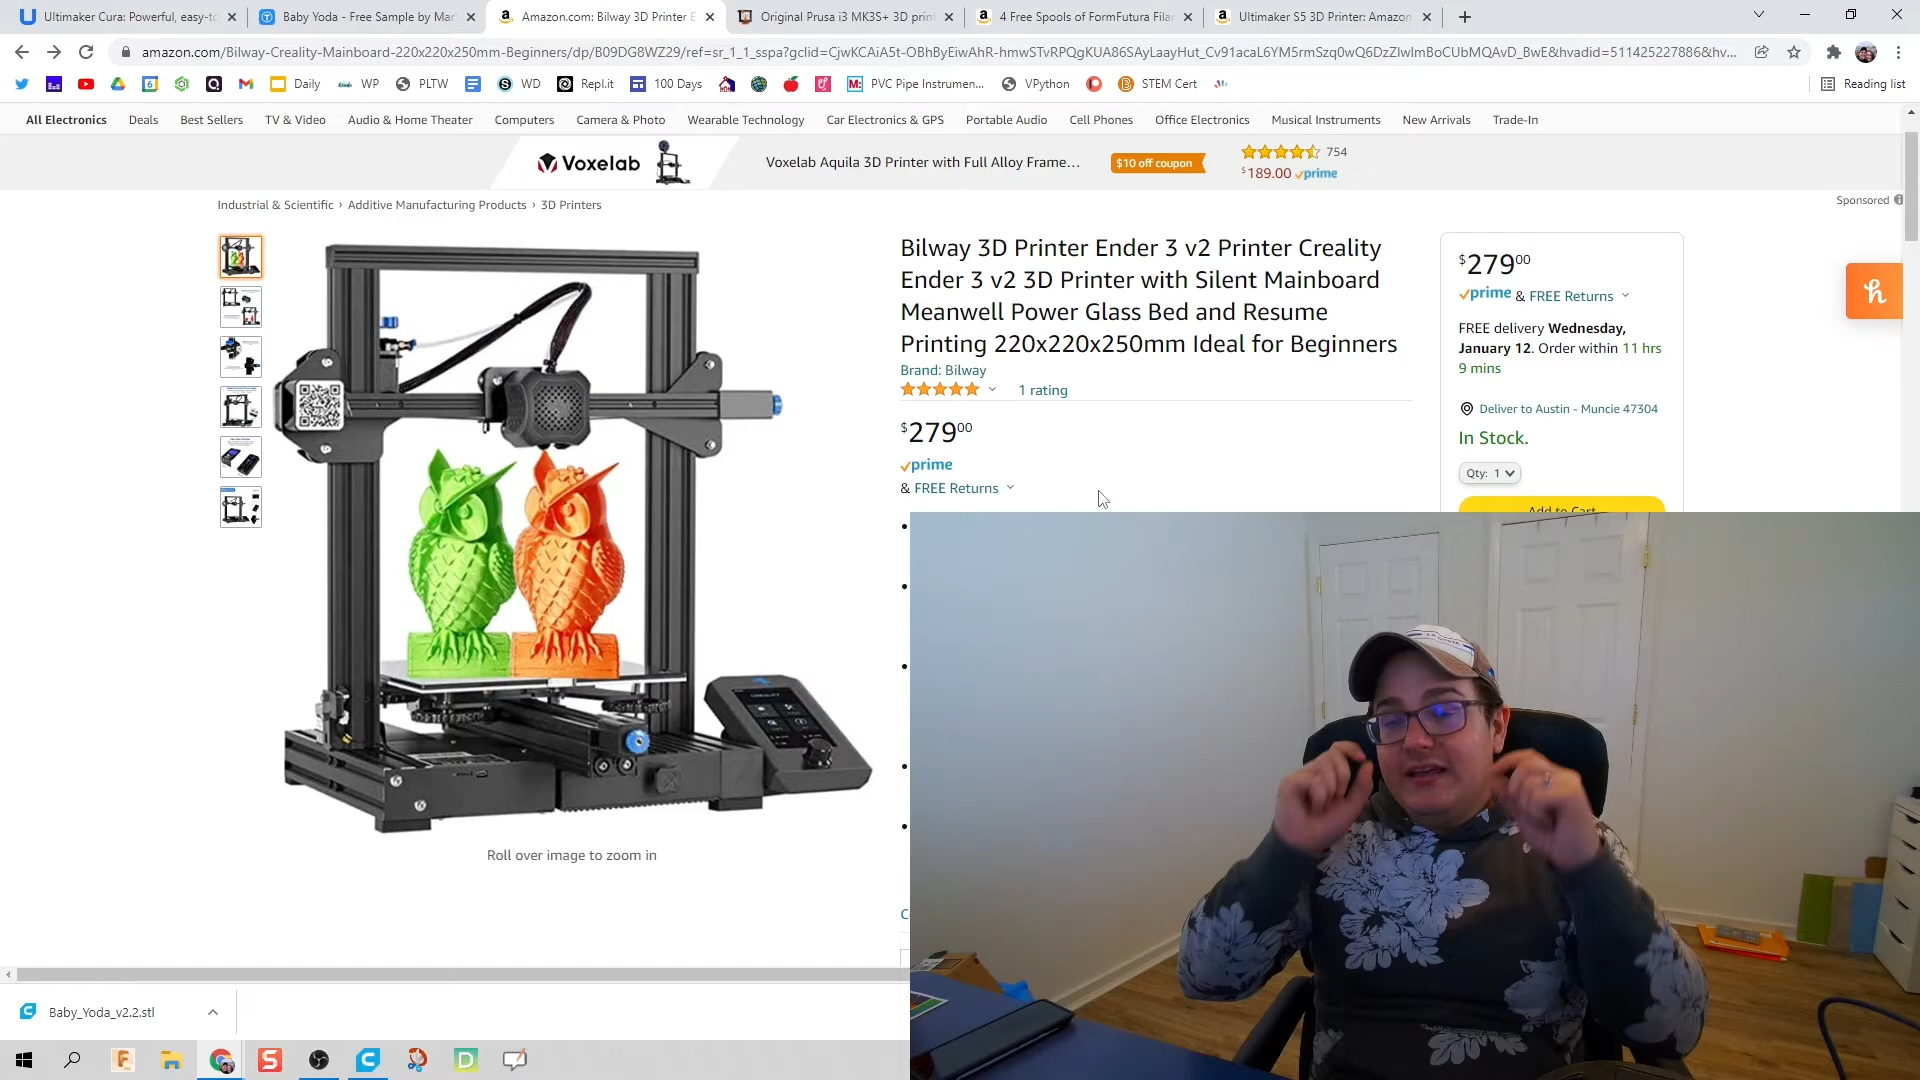 Ultimaker Cura: Powerful, easy-to
Baby Yoda - Free Sample by Mar
Amazon.com: Bilway 3D Printer E
Original Prusa i3 MK3S+ 3D print
4 Free Spools of FormFutura Fila
Ultimaker S5 3D Printer: Amazon
amazon.com/Bilway-Creality-Mainboard-220x220x250mm-Beginners/dp/B09DG8WZ29/ref=sr_1_1_sspa?gclid=CjwKCAiA5t-OBhByEiwAhR-hmwSTvRPQgKUA86SAyLaayHut_Cv91acaL6YM5rmSzq0wQ6DzZlwImBoCUbMQAvD_BwE&hvadid=511425227886&hv...
Daily
WP
PLTW
WD
Repl.it
100 Days
PVC Pipe Instrumen...
VPython
STEM Cert
Reading list
All Electronics
Deals
Best Sellers
TV & Video
Audio & Home Theater
Computers
Camera & Photo
Wearable Technology
Car Electronics & GPS
Portable Audio
Cell Phones
Office Electronics
Musical Instruments
New Arrivals
Trade-In
Voxelab
Voxelab Aquila 3D Printer with Full Alloy Frame...
$10 off coupon
754
$189.00 prime
Sponsored
Industrial & Scientific › Additive Manufacturing Products › 3D Printers
Bilway 3D Printer Ender 3 v2 Printer Creality
Ender 3 v2 3D Printer with Silent Mainboard
Meanwell Power Glass Bed and Resume
Printing 220x220x250mm Ideal for Beginners
Brand: Bilway
1 rating
$279⁰⁰
prime
& FREE Returns
$279⁰⁰
prime & FREE Returns
FREE delivery Wednesday,
January 12. Order within 11 hrs
9 mins
Deliver to Austin - Muncie 47304
In Stock.
Qty: 1
Add to Cart
Roll over image to zoom in
Baby_Yoda_v2.2.stl